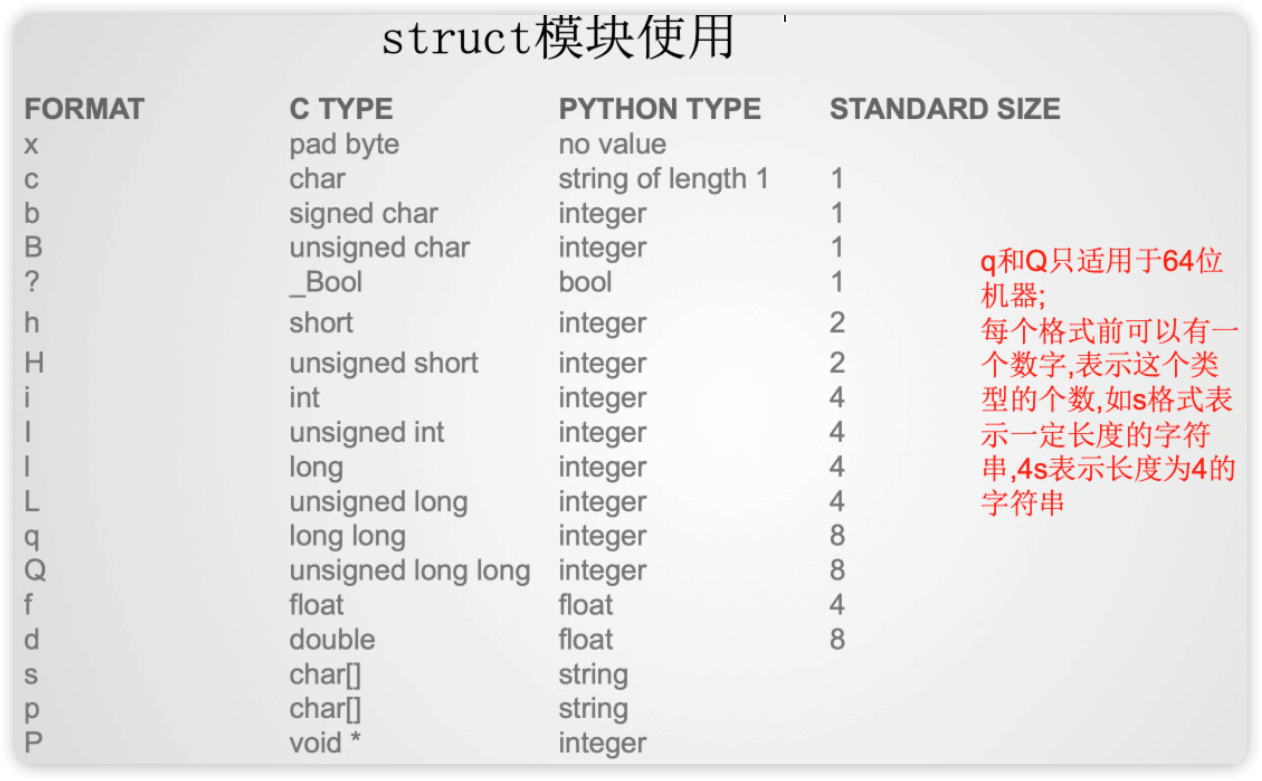 struct模块使用
FORMAT C TYPE PYTHON TYPE STANDARD SIZE
x pad byte no value
c char string of length 1 1
b signed char integer 1
B unsigned char integer 1
? _Bool bool 1
h short integer 2
H unsigned short integer 2
i int integer 4
I unsigned int integer 4
l long integer 4
L unsigned long integer 4
q long long integer 8
Q unsigned long long integer 8
f float float 4
d double float 8
s char[] string
p char[] string
P void * integer
q和Q只适用于64位
机器;
每个格式前可以有一
个数字,表示这个类
型的个数,如s格式表
示一定长度的字符
串,4s表示长度为4的
字符串